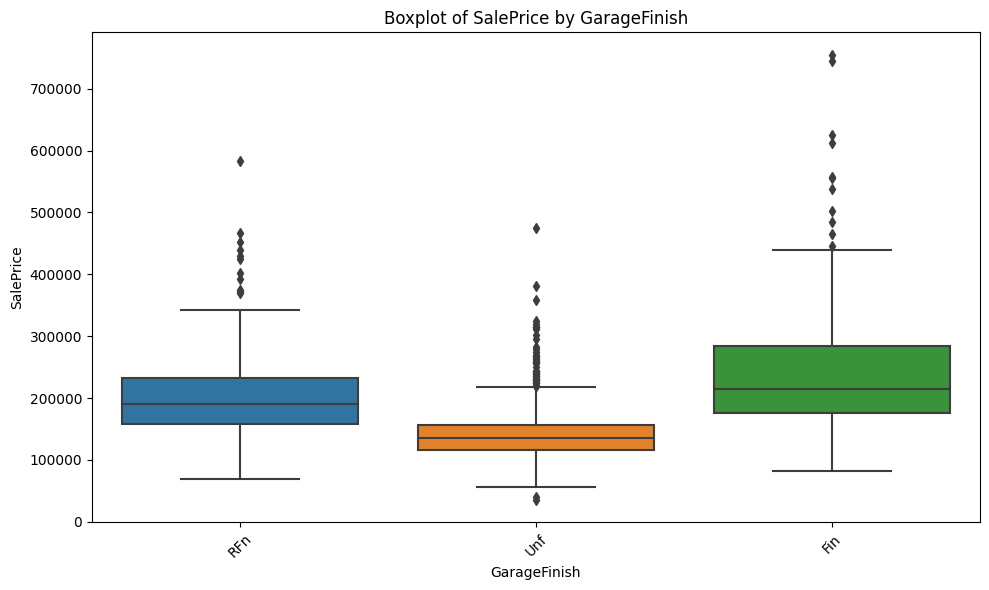 Boxplot of SalePrice by GarageFinish
SalePrice
700000
600000
500000
400000
300000
200000
100000
0
RFn
Unf
Fin
GarageFinish